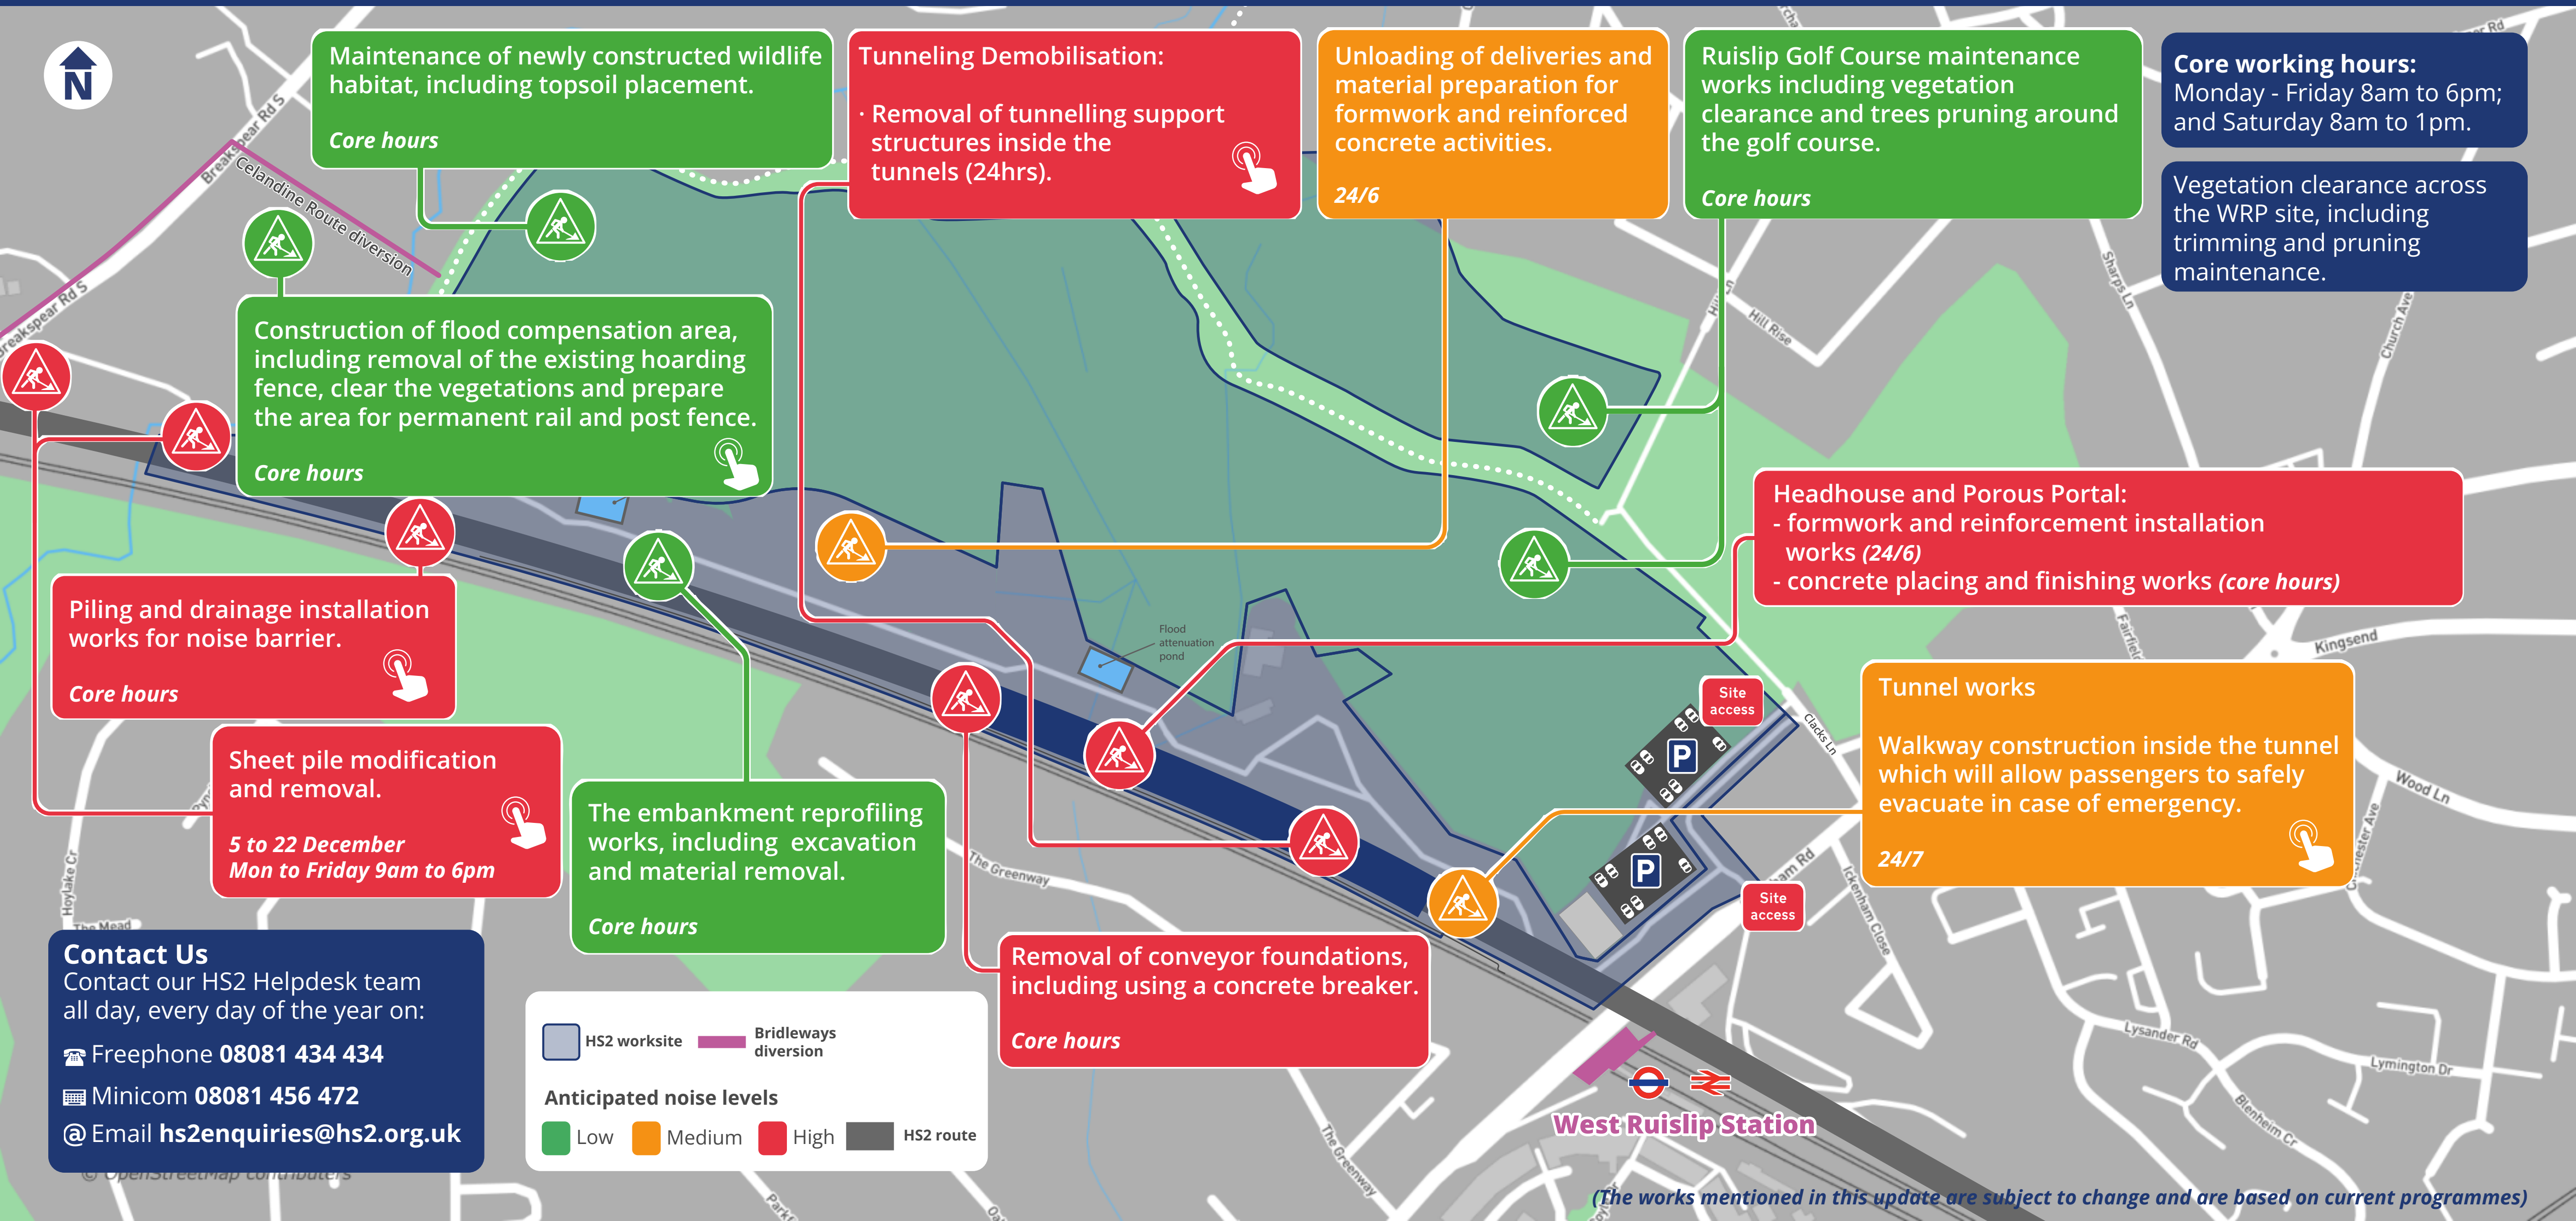 N
Maintenance of newly constructed wildlife
habitat, including topsoil placement.
Core hours
Tunneling Demobilisation:
· Removal of tunnelling support
structures inside the
tunnels (24hrs).
Unloading of deliveries and
material preparation for
formwork and reinforced
concrete activities.
24/6
Ruislip Golf Course maintenance
works including vegetation
clearance and trees pruning around
the golf course.
Core hours
Core working hours:
Monday - Friday 8am to 6pm;
and Saturday 8am to 1pm.
Vegetation clearance across
the WRP site, including
trimming and pruning
maintenance.
Breakspear Rd S
Celandine Route diversion
Breakspear Rd S
Construction of flood compensation area,
including removal of the existing hoarding
fence, clear the vegetations and prepare
the area for permanent rail and post fence.
Core hours
Hill Ln
Hill Rise
Sharps Ln
Church Ave
Headhouse and Porous Portal:
- formwork and reinforcement installation
works (24/6)
- concrete placing and finishing works (core hours)
Piling and drainage installation
works for noise barrier.
Core hours
Flood
attenuation
pond
Kingsend
Site
access
Clacks Ln
Tunnel works
Walkway construction inside the tunnel
which will allow passengers to safely
evacuate in case of emergency.
24/7
Wood Ln
P
P
Sheet pile modification
and removal.
5 to 22 December
Mon to Friday 9am to 6pm
The embankment reprofiling
works, including excavation
and material removal.
Core hours
The Greenway
Hoylake Cr
The Mead
Ickenham Close
Site
access
Removal of conveyor foundations,
including using a concrete breaker.
Core hours
Contact Us
Contact our HS2 Helpdesk team
all day, every day of the year on:
Freephone 08081 434 434
Minicom 08081 456 472
@ Email hs2enquiries@hs2.org.uk
© OpenStreetMap contributors
HS2 worksite
Bridleways
diversion
Anticipated noise levels
Low
Medium
High
HS2 route
West Ruislip Station
The Greenway
Lysander Rd
Lymington Dr
Blenheim Cr
(The works mentioned in this update are subject to change and are based on current programmes)